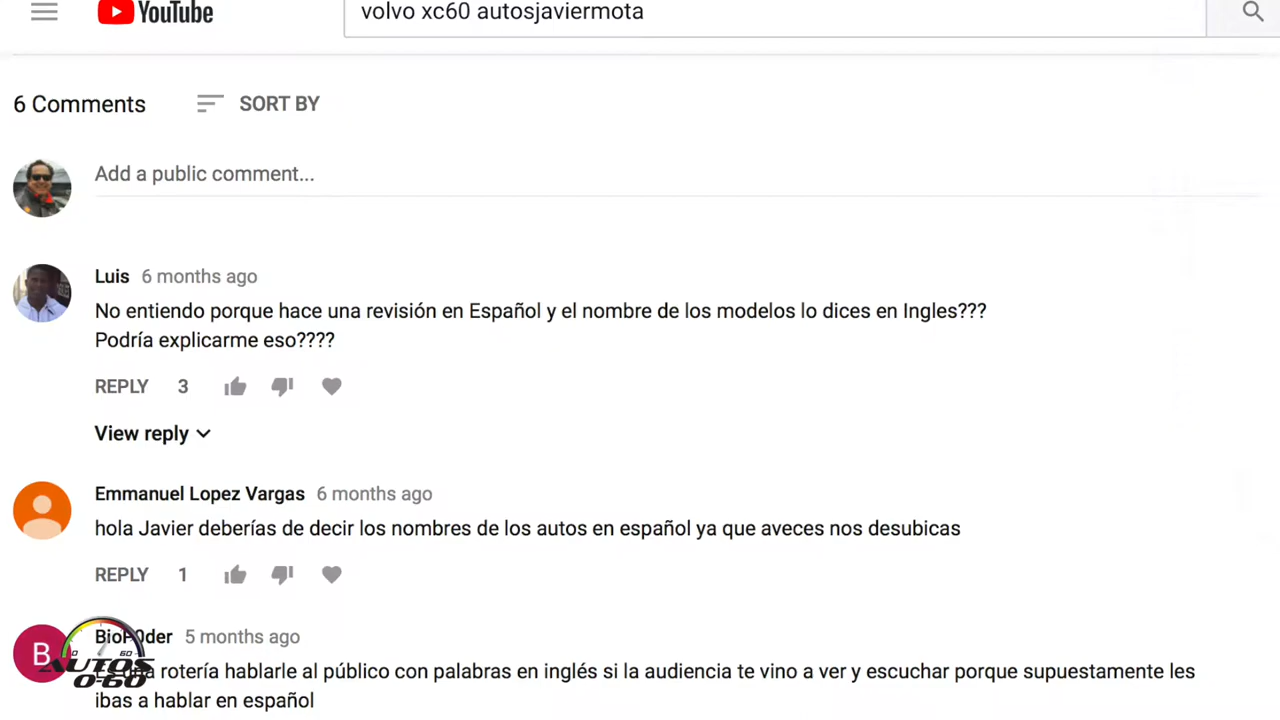 YouTube
volvo xc60 autosjaviermota
6 Comments
SORT BY
Add a public comment...
Luis 6 months ago
No entiendo porque hace una revisión en Español y el nombre de los modelos lo dices en Ingles???
Podría explicarme eso????
REPLY 3
View reply
Emmanuel Lopez Vargas 6 months ago
hola Javier deberías de decir los nombres de los autos en español ya que aveces nos desubicas
REPLY 1
B
5 months ago
rotería hablarle al público con palabras en inglés si la audiencia te vino a ver y escuchar porque supuestamente les
ibas a hablar en español
0 60
AUTOS
0-60